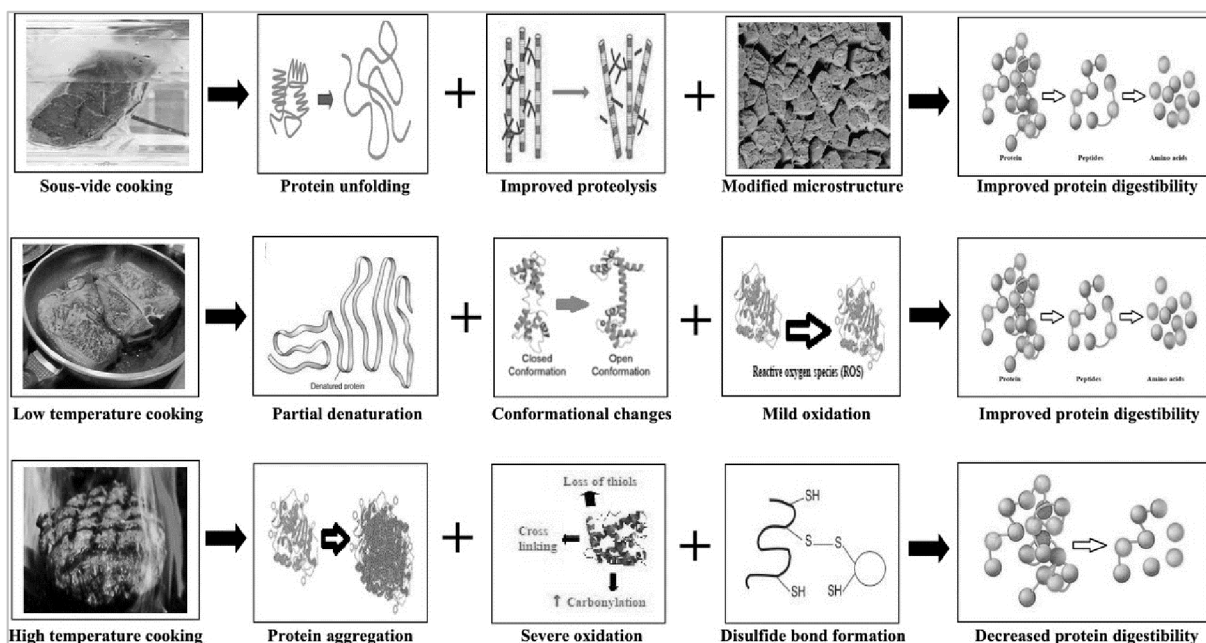 Protein
Peptides
Amino acids
Sous-vide cooking
Protein unfolding
Improved proteolysis
Modified microstructure
Improved protein digestibility
Denatured protein
Closed Conformation
Open Conformation
Reactive oxygen species (ROS)
Protein
Peptides
Amino acids
Low temperature cooking
Partial denaturation
Conformational changes
Mild oxidation
Improved protein digestibility
Loss of thiols
Cross linking
↑ Carbonylation
SH
S
S
SH
SH
High temperature cooking
Protein aggregation
Severe oxidation
Disulfide bond formation
Decreased protein digestibility